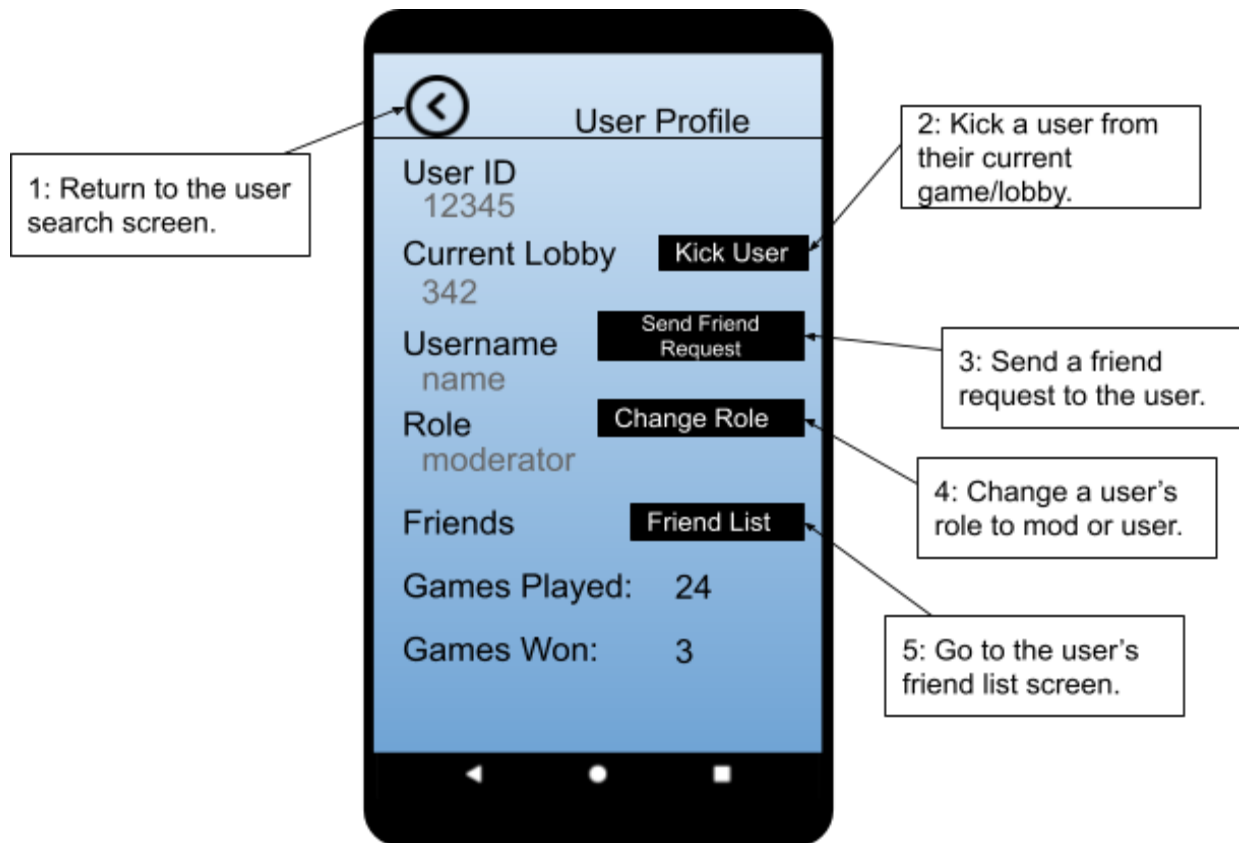 User Profile
1: Return to the user
search screen.
2: Kick a user from
their current
game/lobby.
User ID
12345
Current Lobby
Kick User
342
Send Friend
Request
Username
name
3: Send a friend
request to the user.
Role
Change Role
moderator
4: Change a user’s
role to mod or user.
Friends
Friend List
Games Played: 24
Games Won: 3
5: Go to the user’s
friend list screen.